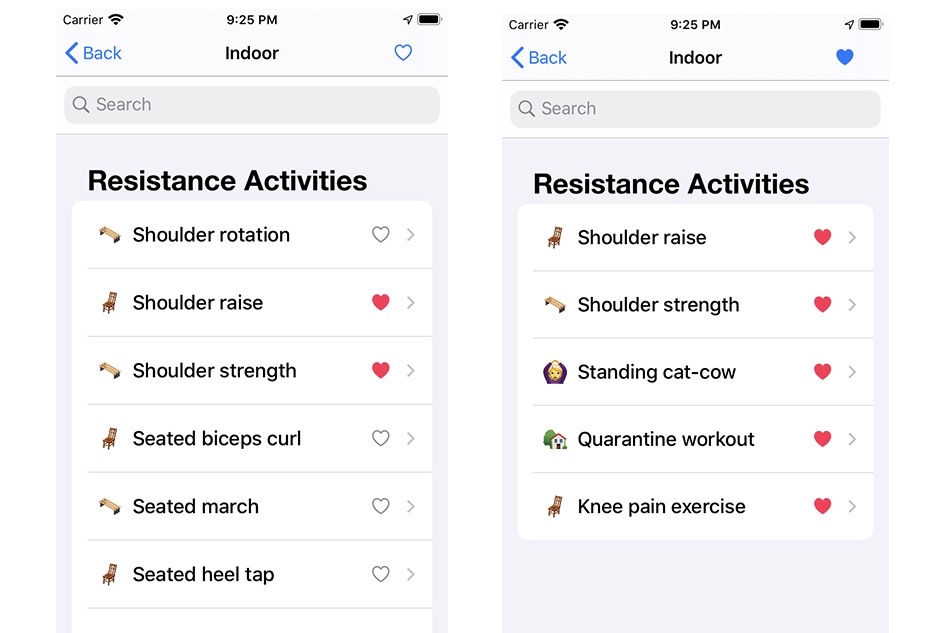 Carrier 9:25 PM
Back Indoor
Search
Resistance Activities
Shoulder rotation
Shoulder raise
Shoulder strength
Seated biceps curl
Seated march
Seated heel tap
Carrier 9:25 PM
Back Indoor
Search
Resistance Activities
Shoulder raise
Shoulder strength
Standing cat-cow
Quarantine workout
Knee pain exercise